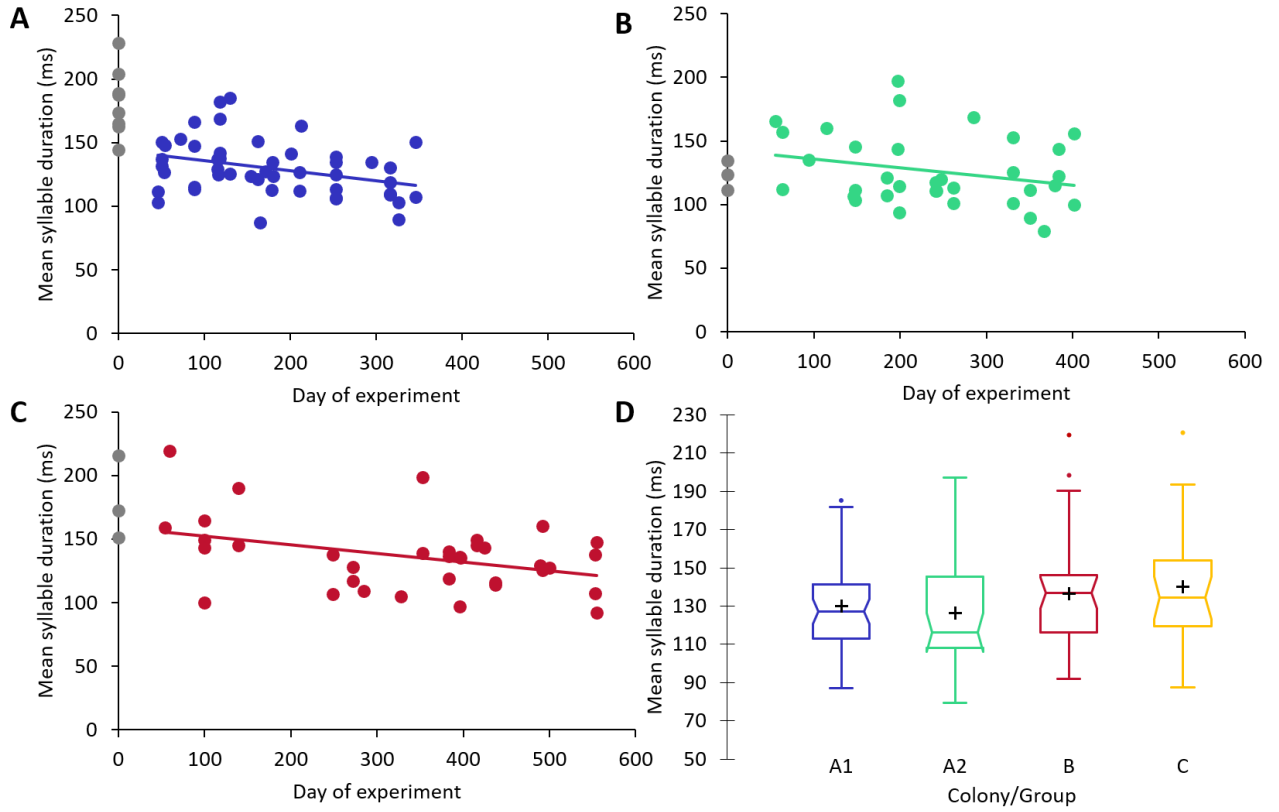 A
Mean syllable duration (ms)
250
200
150
100
50
0
0 100 200 300 400 500 600
Day of experiment
B
Mean syllable duration (ms)
250
200
150
100
50
0
0 100 200 300 400 500 600
Day of experiment
C
Mean syllable duration (ms)
250
200
150
100
50
0
0 100 200 300 400 500 600
Day of experiment
D
Mean syllable duration (ms)
230
210
190
170
150
130
110
90
70
50
A1 A2 B C
Colony/Group